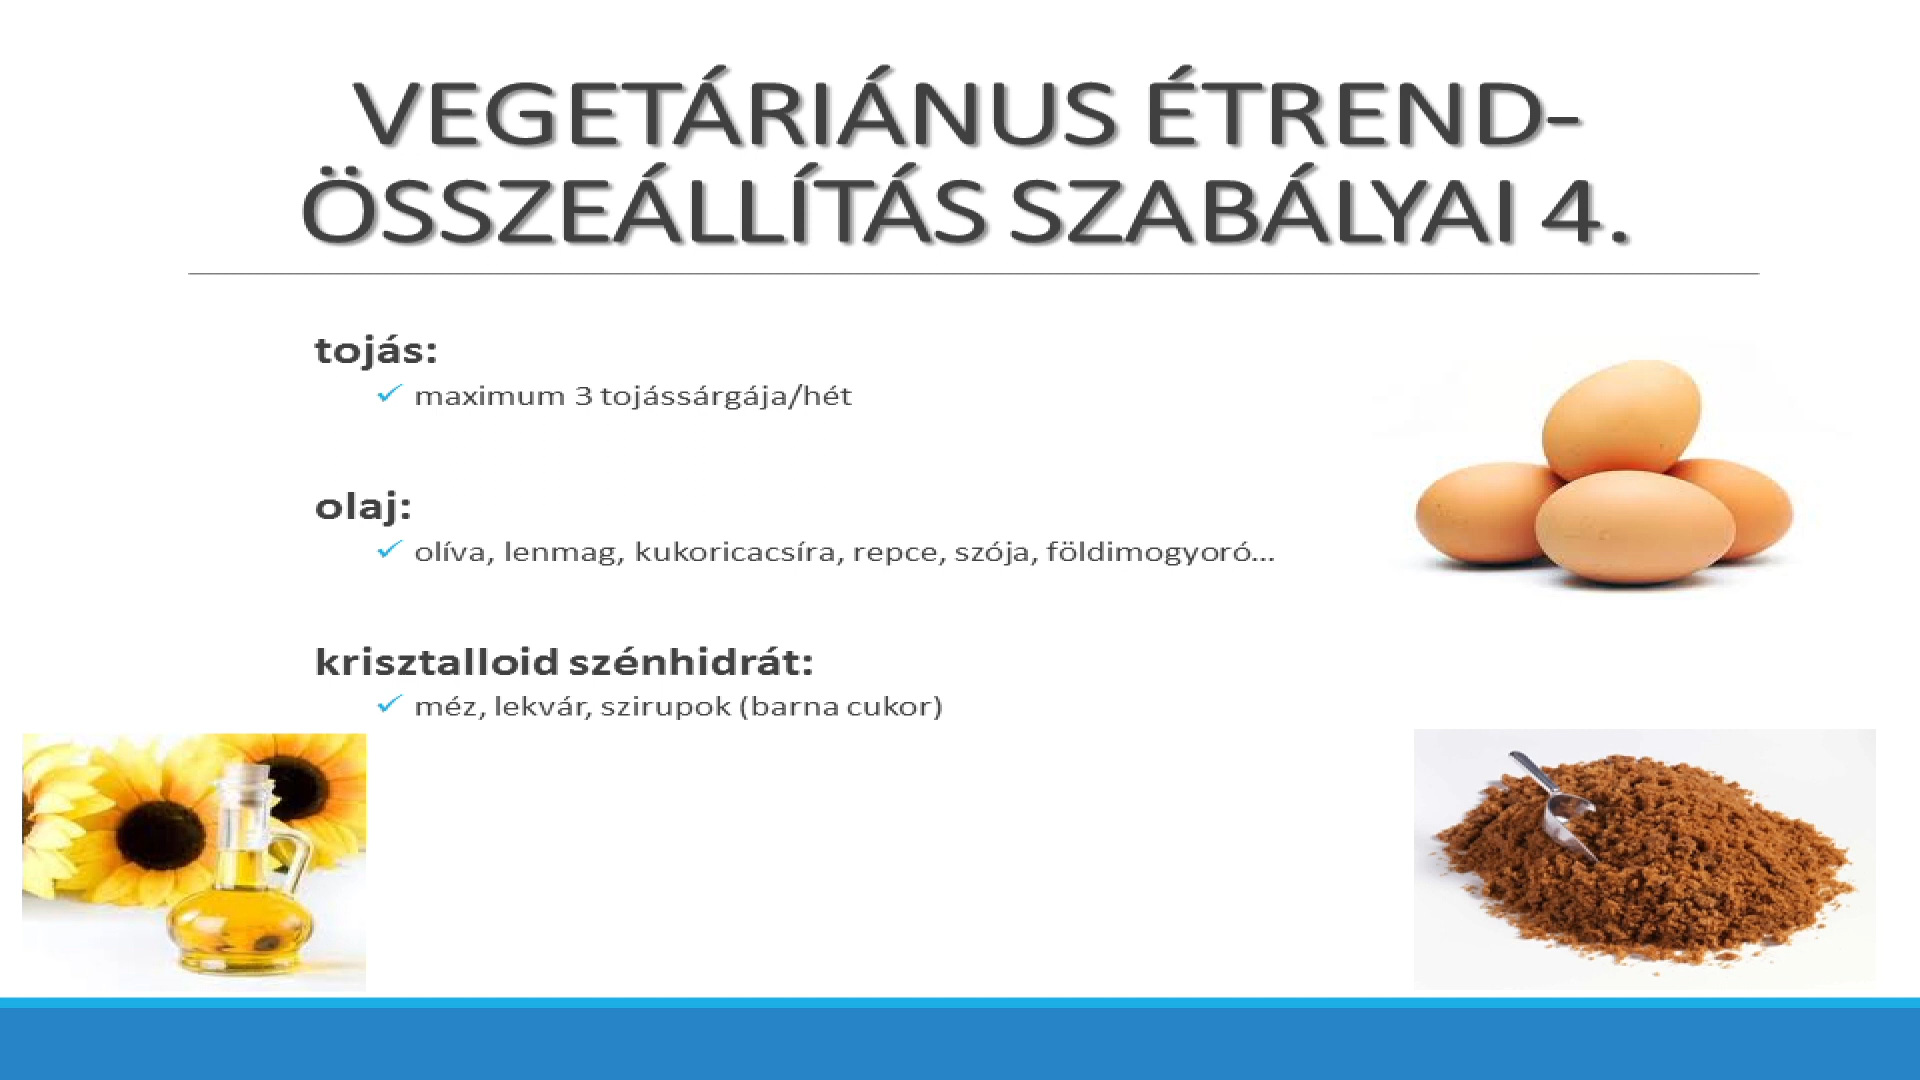 VEGETÁRIÁNUS ÉTREND-
ÖSSZEÁLLÍTÁS SZABÁLYAI 4.
tojás:
✓ maximum 3 tojássárgája/hét
olaj:
✓ olíva, lenmag, kukoricacsíra, repce, szója, földimogyoró...
krisztalloid szénhidrát:
✓ méz, lekvár, szirupok (barna cukor)